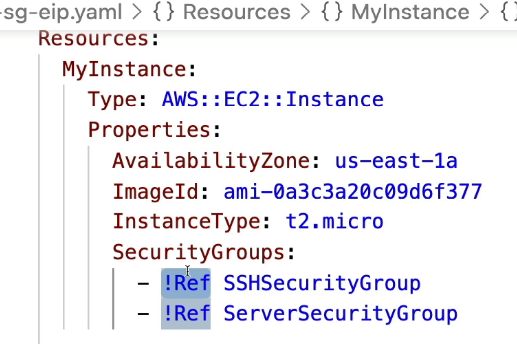 -sg-eip.yaml > {} Resources > {} MyInstance > {}
Resources:
MyInstance:
Type: AWS::EC2::Instance
Properties:
AvailabilityZone: us-east-1a
ImageId: ami-0a3c3a20c09d6f377
InstanceType: t2.micro
SecurityGroups:
- !Ref SSHSecurityGroup
- !Ref ServerSecurityGroup